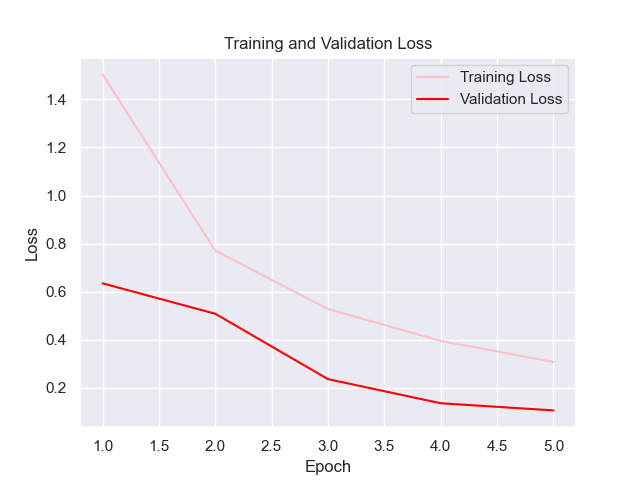 Training and Validation Loss
Training Loss
Validation Loss
1.4
1.2
1.0
0.8
0.6
0.4
0.2
Loss
1.0 1.5 2.0 2.5 3.0 3.5 4.0 4.5 5.0
Epoch